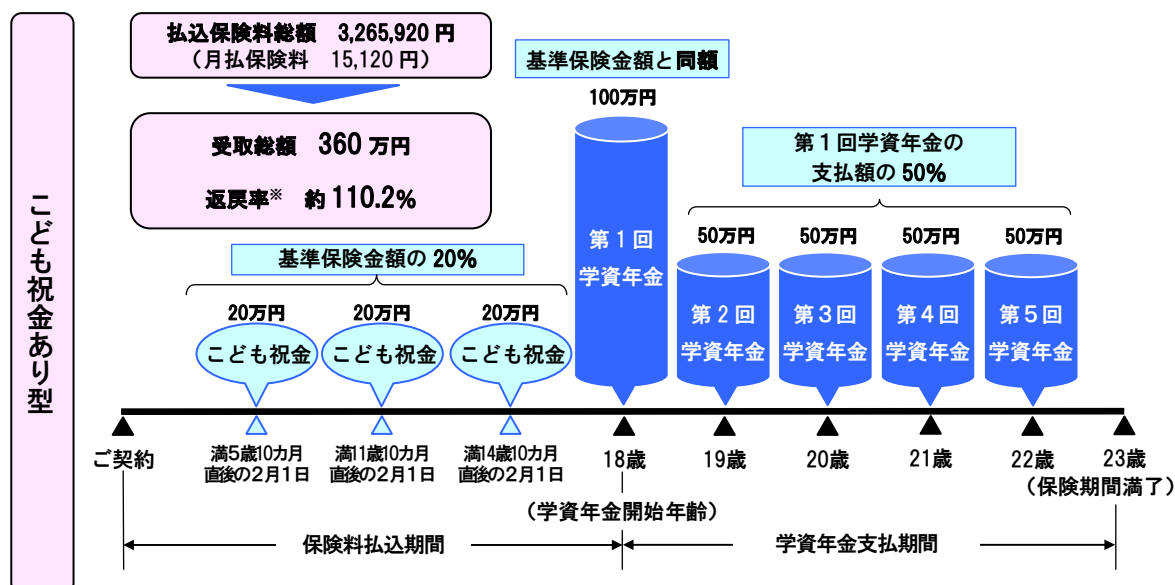 こども祝金あり型
払込保険料総額 3,265,920円
（月払保険料 15,120円）
受取総額 360万円
返戻率※ 約110.2%
基準保険金額の20%
20万円
こども祝金
20万円
こども祝金
20万円
こども祝金
基準保険金額と同額
100万円
第1回
学資年金
第1回学資年金の
支払額の50%
50万円
第2回
学資年金
50万円
第3回
学資年金
50万円
第4回
学資年金
50万円
第5回
学資年金
ご契約
満5歳10カ月
直後の2月1日
満11歳10カ月
直後の2月1日
満14歳10カ月
直後の2月1日
18歳
（学資年金開始年齢）
19歳
20歳
21歳
22歳
23歳
（保険期間満了）
保険料払込期間
学資年金支払期間